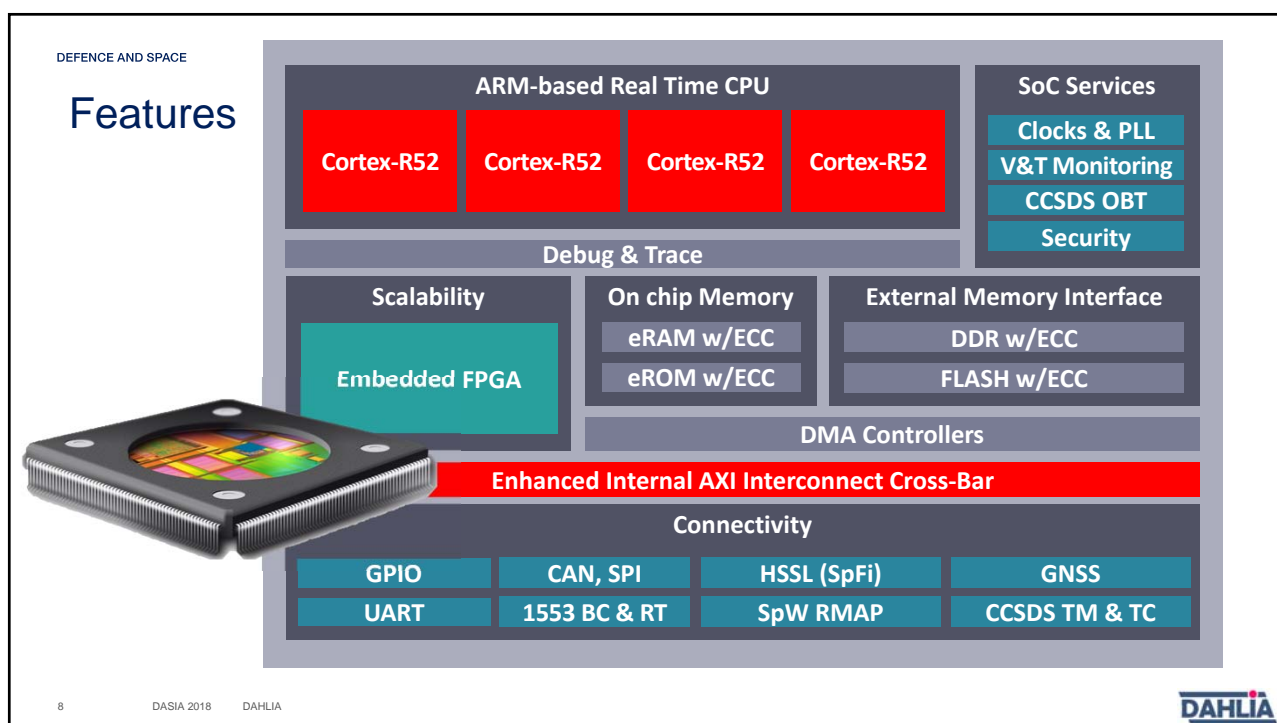 DEFENCE AND SPACE
Features
ARM-based Real Time CPU
Cortex-R52
Cortex-R52
Cortex-R52
Cortex-R52
SoC Services
Clocks & PLL
V&T Monitoring
CCSDS OBT
Security
Debug & Trace
Scalability
Embedded FPGA
On chip Memory
eRAM w/ECC
eROM w/ECC
External Memory Interface
DDR w/ECC
FLASH w/ECC
DMA Controllers
Enhanced Internal AXI Interconnect Cross-Bar
Connectivity
GPIO
CAN, SPI
HSSL (SpFi)
GNSS
UART
1553 BC & RT
SpW RMAP
CCSDS TM & TC
8 DASIA 2018 DAHLIA
DAHLIA